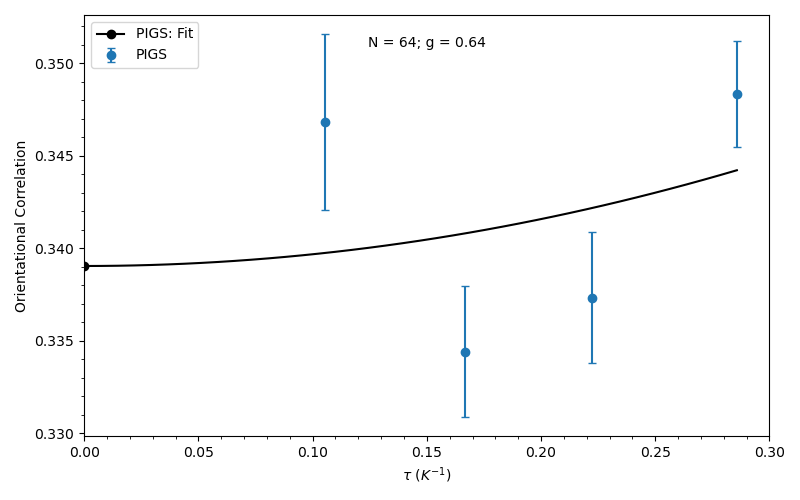 PIGS: Fit
PIGS
N = 64; g = 0.64
Orientational Correlation
0.350
0.345
0.340
0.335
0.330
0.00 0.05 0.10 0.15 0.20 0.25 0.30
τ (K⁻¹)